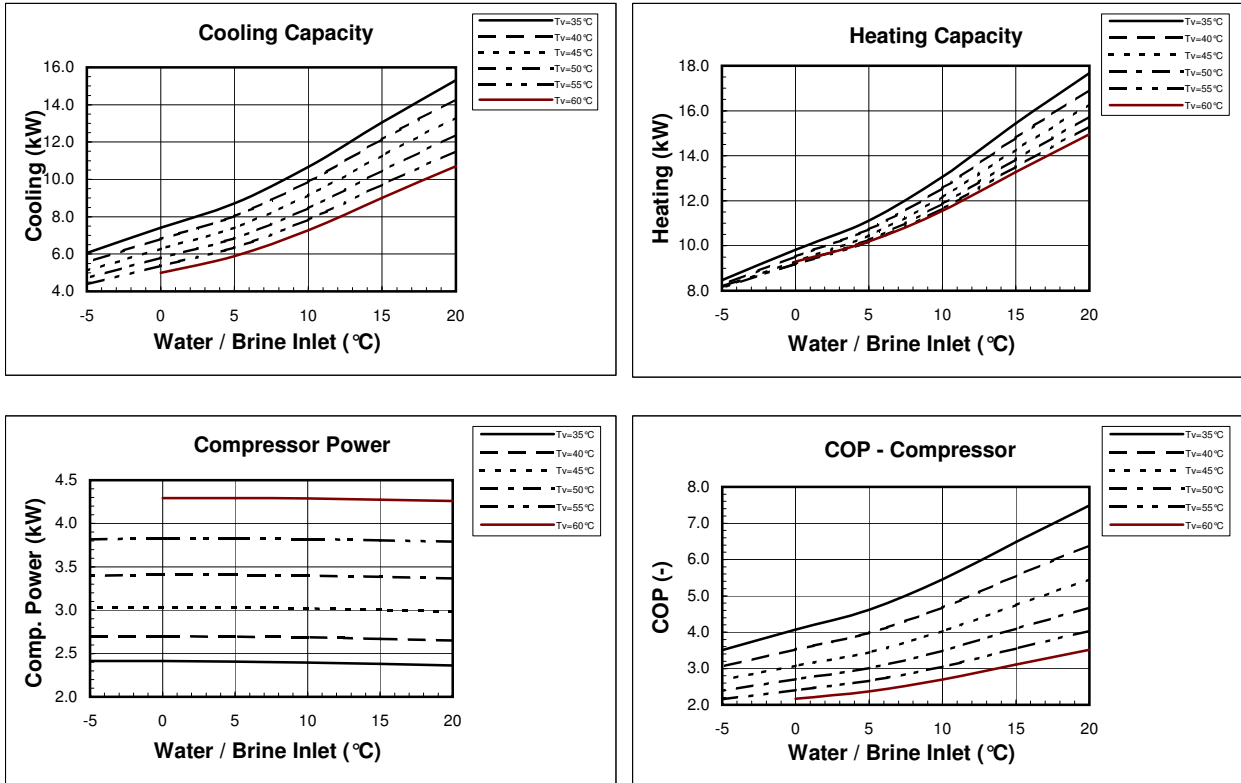 Cooling Capacity
Tv=35°C
Tv=40°C
Tv=45°C
Tv=50°C
Tv=55°C
Tv=60°C
Cooling (kW)
16.0
14.0
12.0
10.0
8.0
6.0
4.0
-5
0
5
10
15
20
Water / Brine Inlet (°C)
Heating Capacity
Tv=35°C
Tv=40°C
Tv=45°C
Tv=50°C
Tv=55°C
Tv=60°C
Heating (kW)
18.0
16.0
14.0
12.0
10.0
8.0
-5
0
5
10
15
20
Water / Brine Inlet (°C)
Compressor Power
Tv=35°C
Tv=40°C
Tv=45°C
Tv=50°C
Tv=55°C
Tv=60°C
Comp. Power (kW)
4.5
4.0
3.5
3.0
2.5
2.0
-5
0
5
10
15
20
Water / Brine Inlet (°C)
COP - Compressor
Tv=35°C
Tv=40°C
Tv=45°C
Tv=50°C
Tv=55°C
Tv=60°C
COP (-)
8.0
7.0
6.0
5.0
4.0
3.0
2.0
-5
0
5
10
15
20
Water / Brine Inlet (°C)